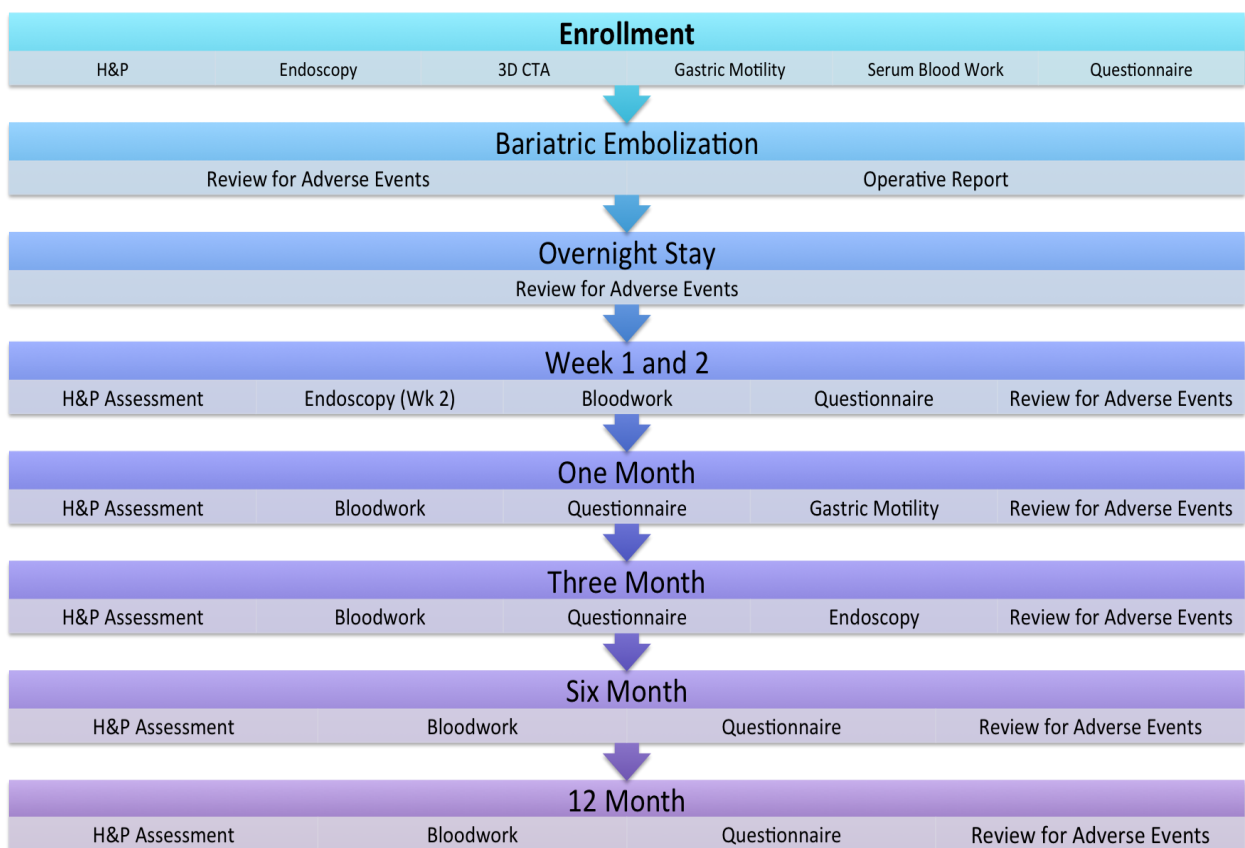 Enrollment
H&P Endoscopy 3D CTA Gastric Motility Serum Blood Work Questionnaire
Bariatric Embolization
Review for Adverse Events Operative Report
Overnight Stay
Review for Adverse Events
Week 1 and 2
H&P Assessment Endoscopy (Wk 2) Bloodwork Questionnaire Review for Adverse Events
One Month
H&P Assessment Bloodwork Questionnaire Gastric Motility Review for Adverse Events
Three Month
H&P Assessment Bloodwork Questionnaire Endoscopy Review for Adverse Events
Six Month
H&P Assessment Bloodwork Questionnaire Review for Adverse Events
12 Month
H&P Assessment Bloodwork Questionnaire Review for Adverse Events